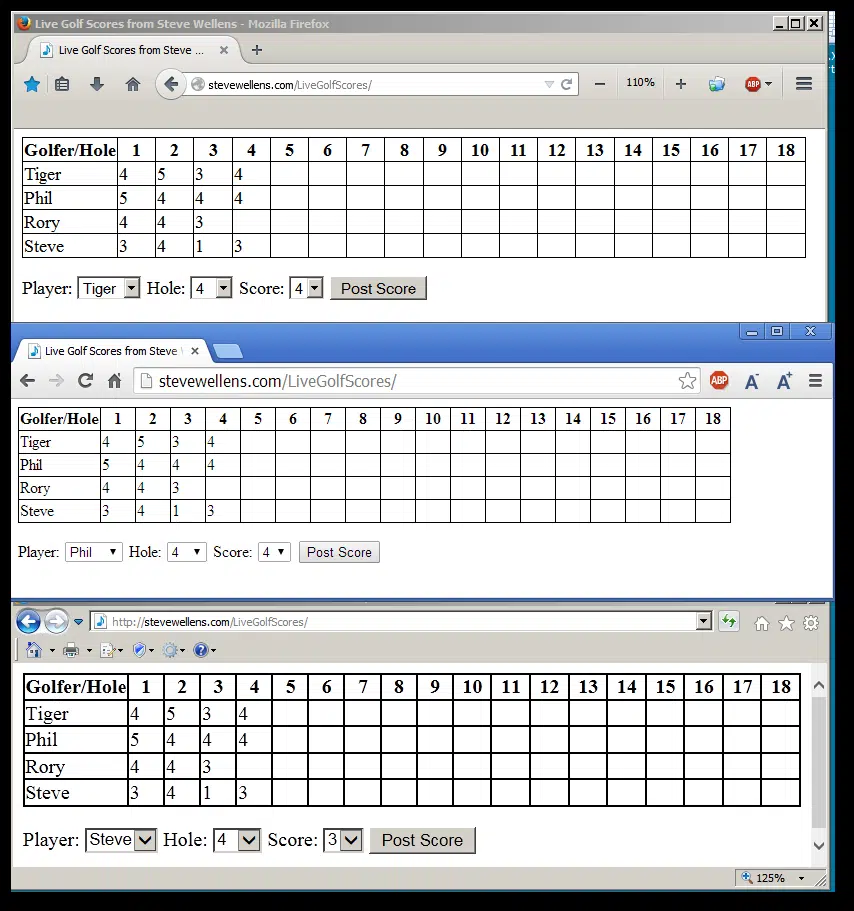 Live Golf Scores from Steve Wellens - Mozilla Firefox
Live Golf Scores from Steve ...
stevewellens.com/LiveGolfScores/ 110% ABP
Golfer/Hole 1 2 3 4 5 6 7 8 9 10 11 12 13 14 15 16 17 18
Tiger 4 5 3 4
Phil 5 4 4 4
Rory 4 4 3
Steve 3 4 1 3
Player: Tiger Hole: 4 Score: 4 Post Score
Live Golf Scores from Steve
stevewellens.com/LiveGolfScores/ ABP A- A+
Golfer/Hole 1 2 3 4 5 6 7 8 9 10 11 12 13 14 15 16 17 18
Tiger 4 5 3 4
Phil 5 4 4 4
Rory 4 4 3
Steve 3 4 1 3
Player: Phil Hole: 4 Score: 4 Post Score
http://stevewellens.com/LiveGolfScores/
Golfer/Hole 1 2 3 4 5 6 7 8 9 10 11 12 13 14 15 16 17 18
Tiger 4 5 3 4
Phil 5 4 4 4
Rory 4 4 3
Steve 3 4 1 3
Player: Steve Hole: 4 Score: 3 Post Score
125%